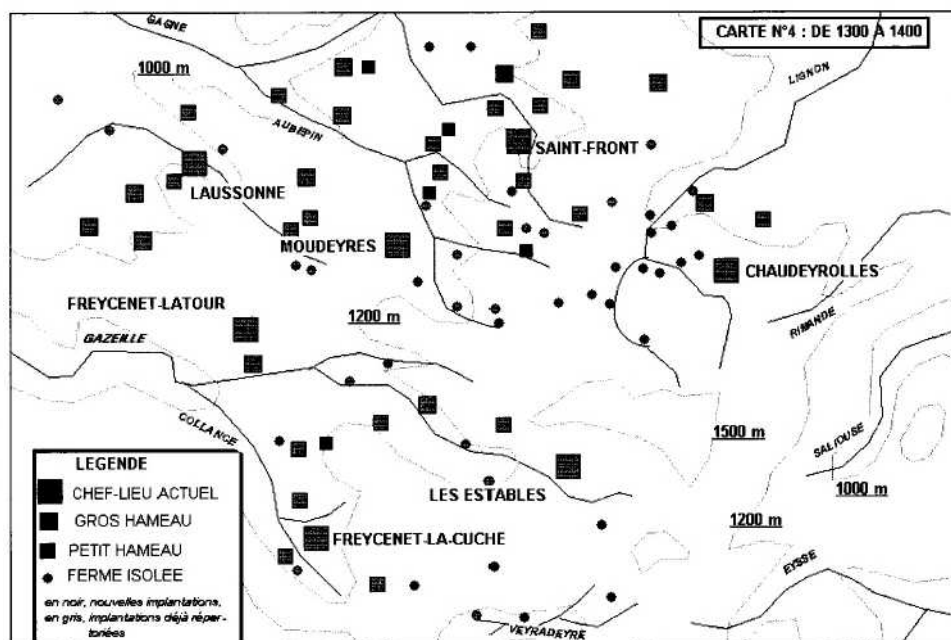 GAGNE
CARTE N°4 : DE 1300 A 1400
1000 m
LIGNON
AUBEPIN
SAINT-FRONT
LAUSSONNE
MOUDEYRES
CHAUDEYROLLES
FREYCENET-LATOUR
1200 m
RIMANDE
GAZEILLE
COLLANCE
1500 m
SALIOUSE
1000 m
LEGENDE
CHEF-LIEU ACTUEL
GROS HAMEAU
PETIT HAMEAU
FERME ISOLEE
en noir, nouvelles implantations,
en gris, implantations déjà réper-
toriées
LES ESTABLES
1200 m
FREYCENET-LA-CUCHE
EYSSE
VEYRADEYRE